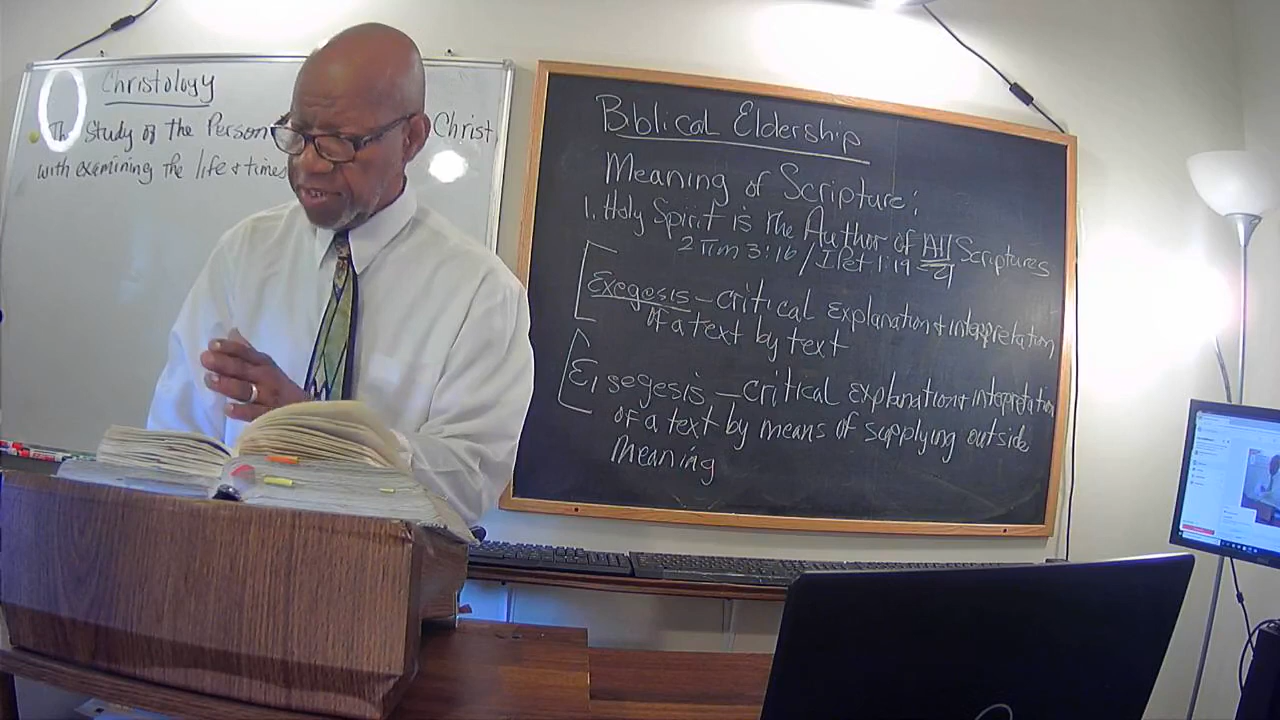 Christology
The Study of the Person Christ
with examining the life & times
Biblical Eldership
Meaning of Scripture:
1. Holy Spirit is the Author of All Scriptures
2 Tim 3:16 / I Pet 1:19-21
Exegesis – critical explanation & interpretation
of a text by text
Eisegesis – critical explanation & interpretation
of a text by means of supplying outside
meaning